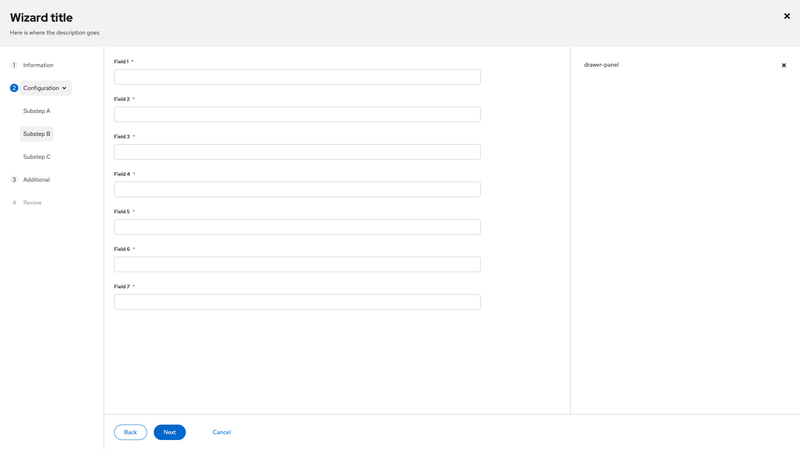 Wizard title
Here is where the description goes
1 Information
2 Configuration
Substep A
Substep B
Substep C
3 Additional
4 Review
Field 1 *
Field 2 *
Field 3 *
Field 4 *
Field 5 *
Field 6 *
Field 7 *
drawer-panel
Back
Next
Cancel